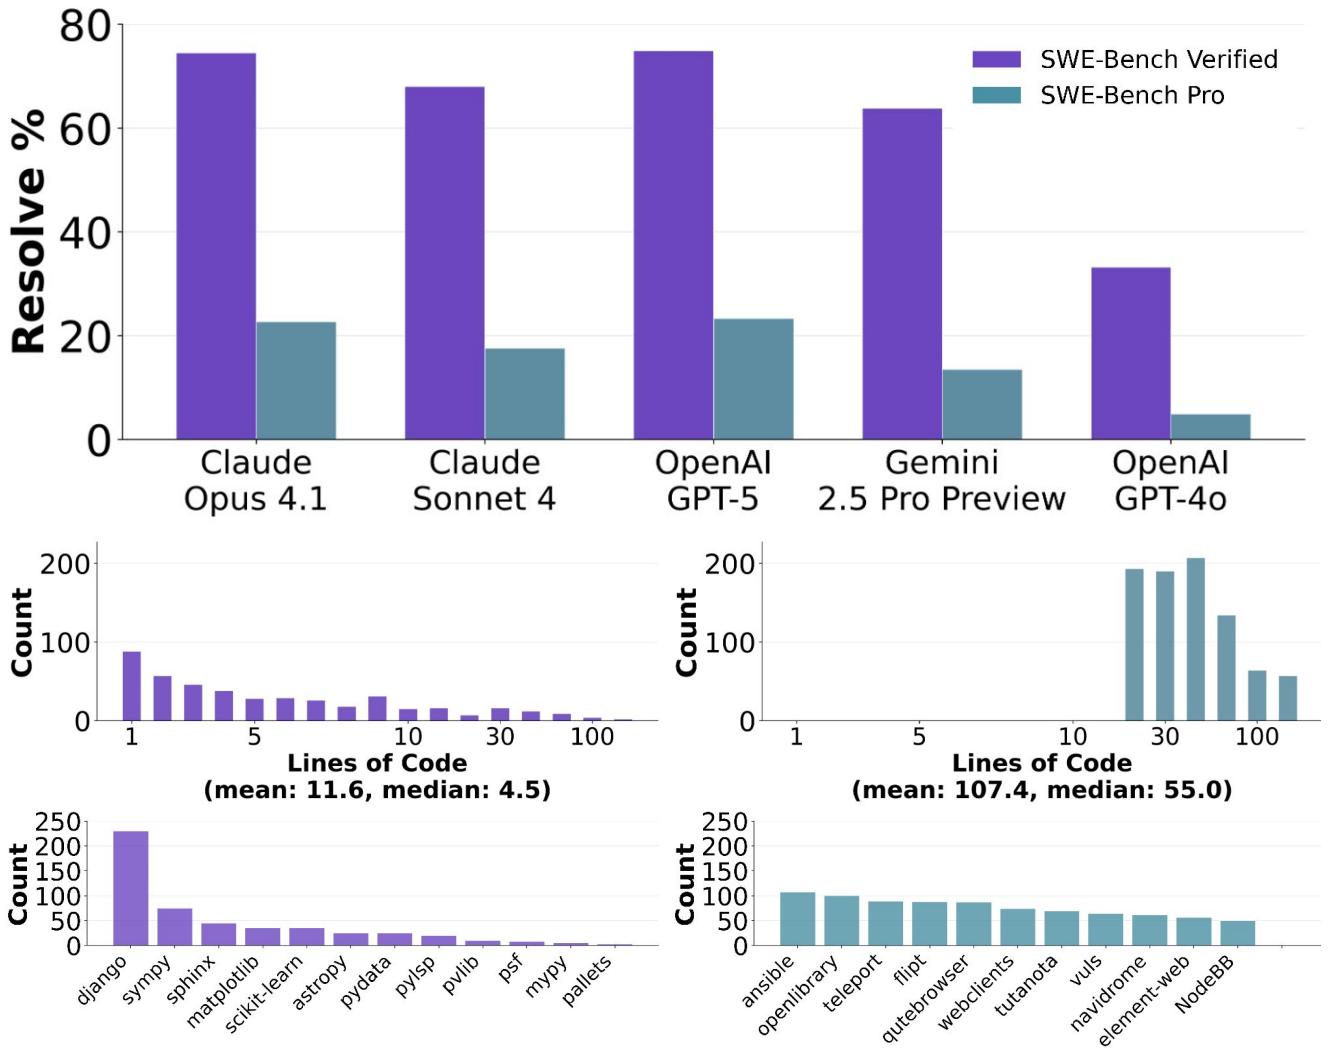 80
60
40
20
0
Resolve %
SWE-Bench Verified
SWE-Bench Pro
Claude
Opus 4.1
Claude
Sonnet 4
OpenAI
GPT-5
Gemini
2.5 Pro Preview
OpenAI
GPT-4o
200
100
0
Count
1 5 10 30 100
Lines of Code
(mean: 11.6, median: 4.5)
200
100
0
Count
1 5 10 30 100
Lines of Code
(mean: 107.4, median: 55.0)
250
200
150
100
50
0
Count
django
sympy
sphinx
matplotlib
scikit-learn
astropy
pydata
pylsp
pvlib
psf
mypy
pallets
250
200
150
100
50
0
Count
ansible
openlibrary
teleport
flipt
qutebrowser
webclients
tutanota
vuls
navidrome
element-web
NodeBB